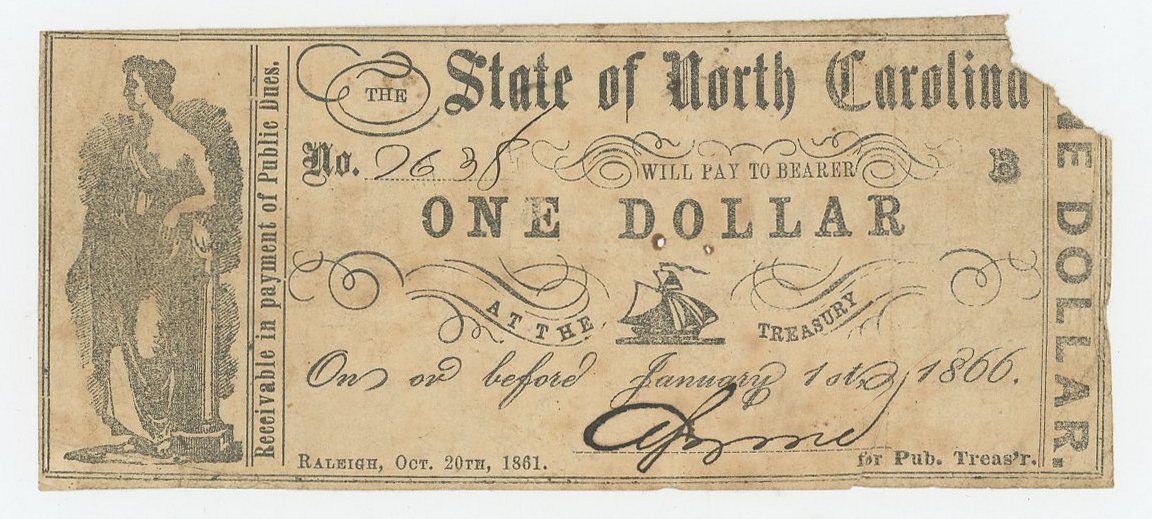 THE State of North Carolina
No. 2638
WILL PAY TO BEARER
B
ONE DOLLAR
AT THE TREASURY
On or before January 1st, 1866.
RALEIGH, OCT. 20TH, 1861.
for Pub. Treas'r.
Receivable in payment of Public Dues.
NE DOLLAR.